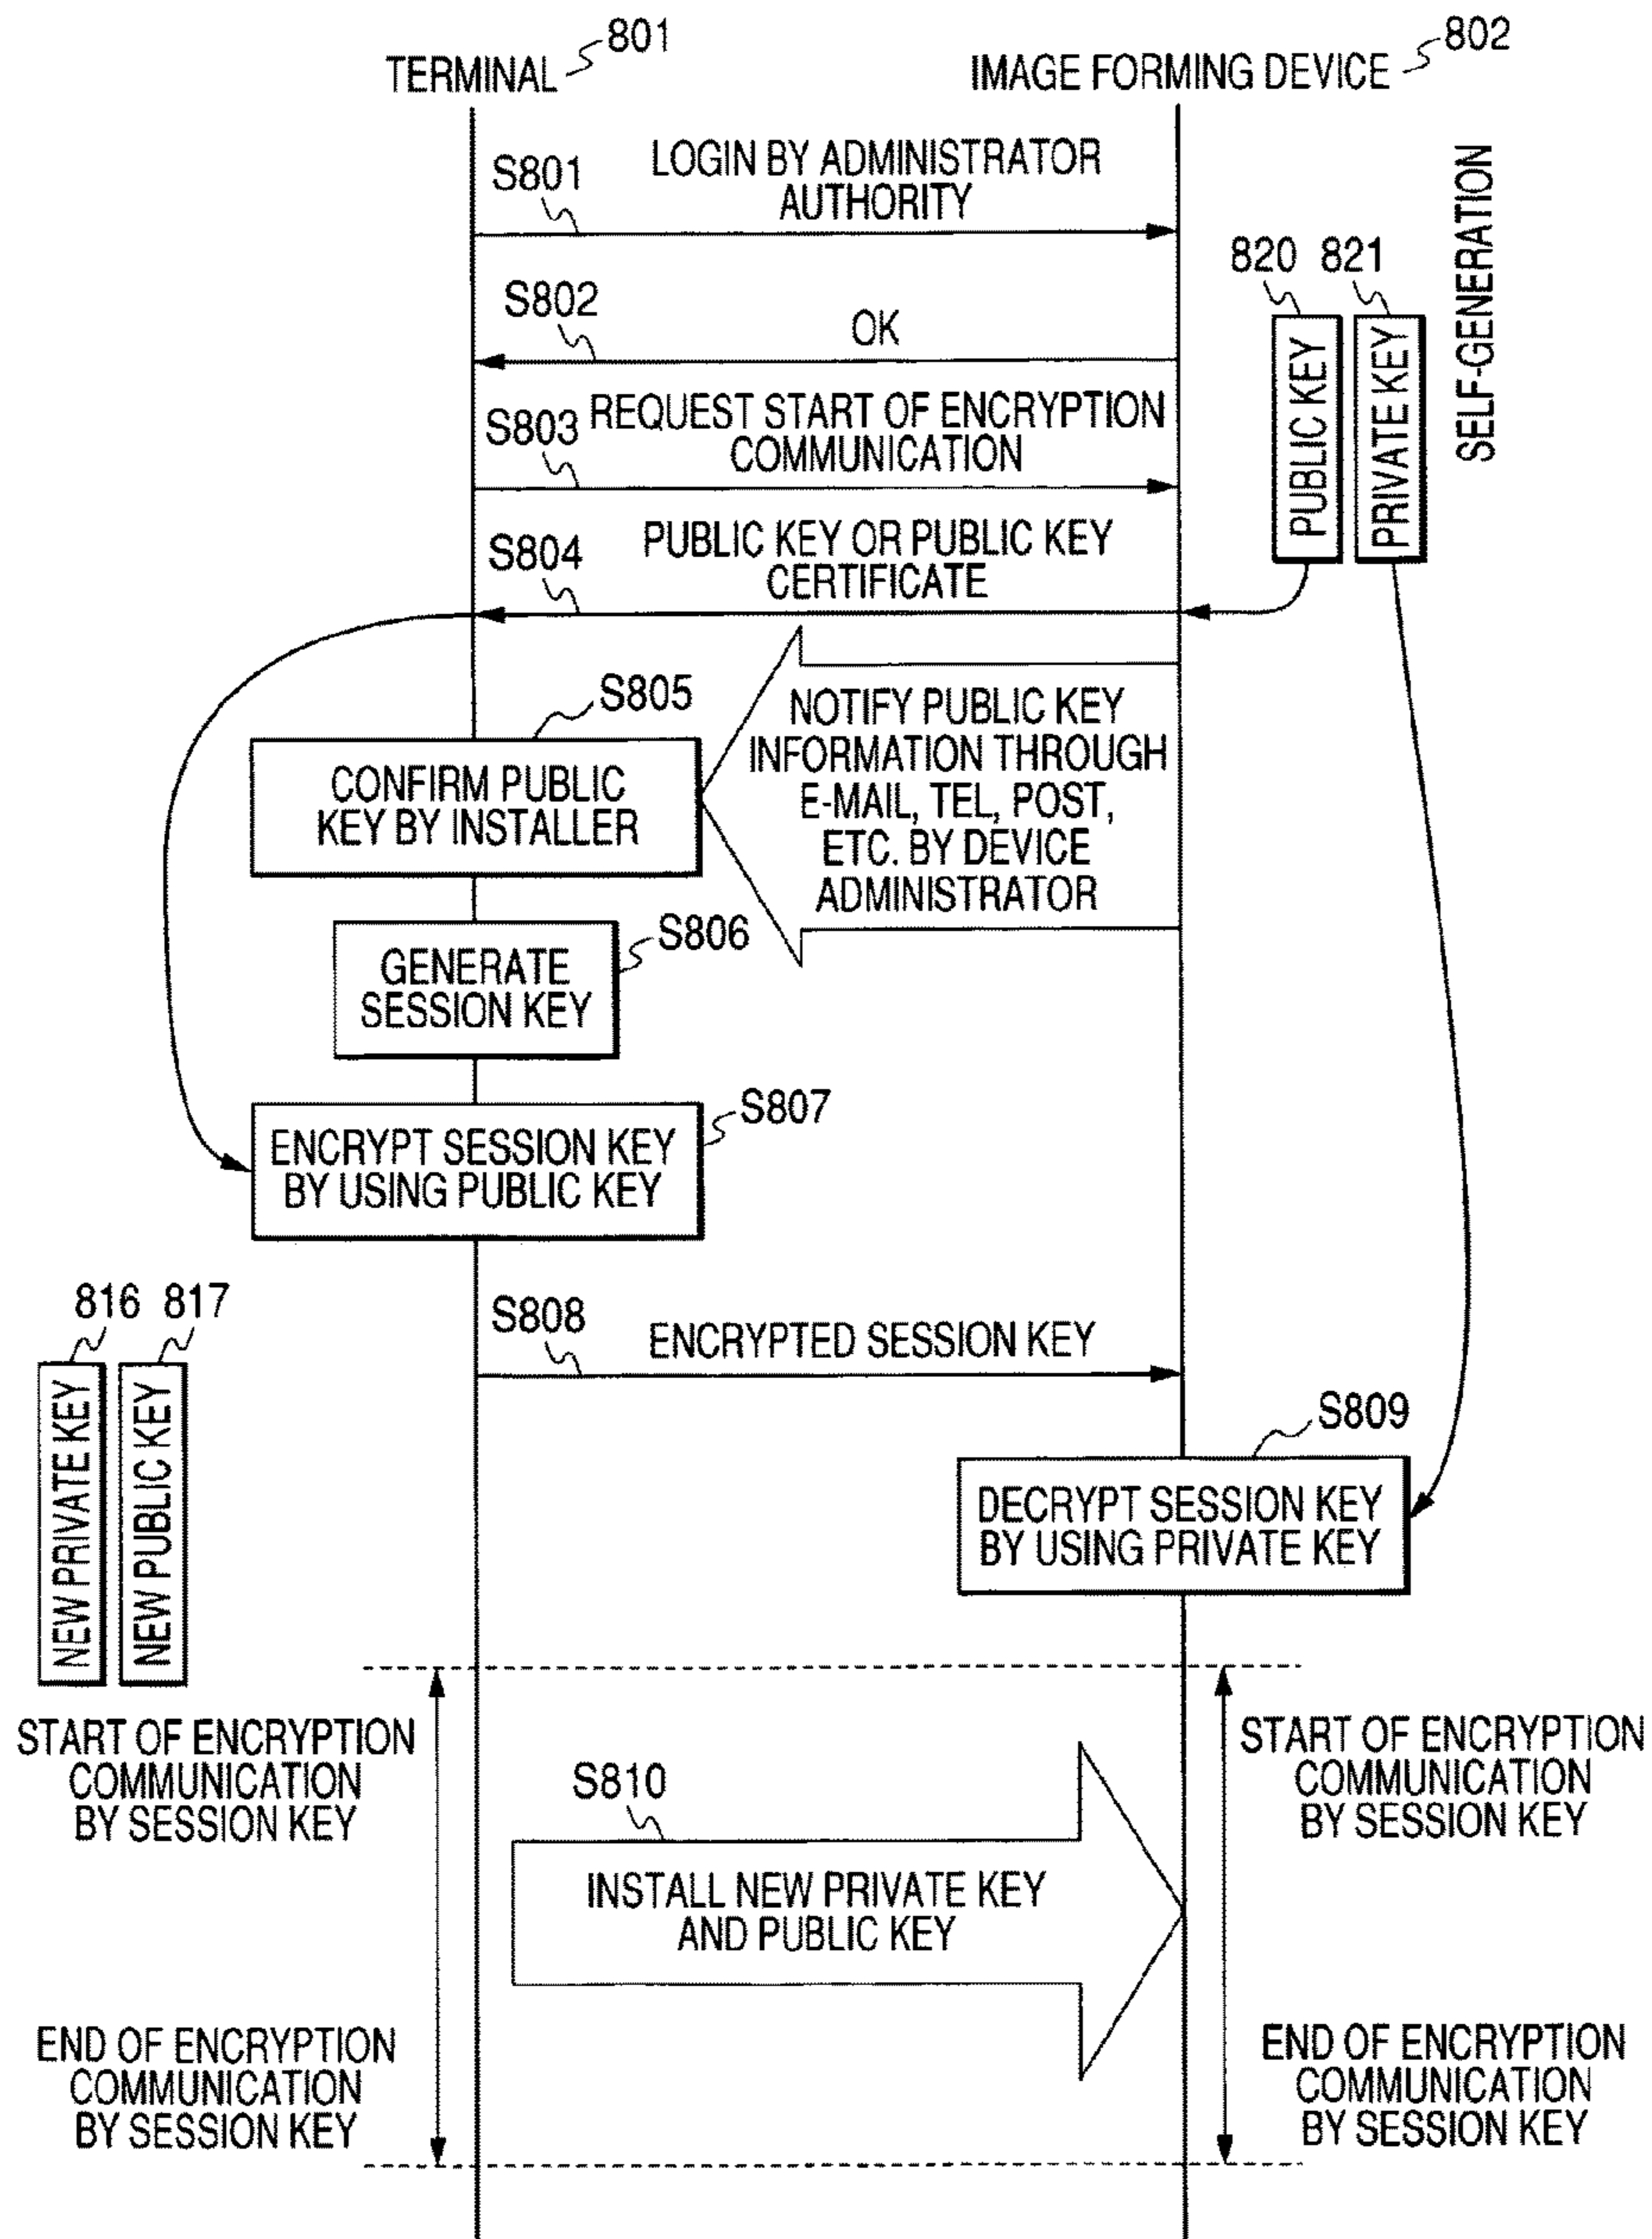 801
TERMINAL
802
IMAGE FORMING DEVICE
S801
LOGIN BY ADMINISTRATOR
AUTHORITY
SELF-GENERATION
820
821
PUBLIC KEY
PRIVATE KEY
S802
OK
S803
REQUEST START OF ENCRYPTION
COMMUNICATION
S804
PUBLIC KEY OR PUBLIC KEY
CERTIFICATE
S805
CONFIRM PUBLIC
KEY BY INSTALLER
NOTIFY PUBLIC KEY
INFORMATION THROUGH
E-MAIL, TEL, POST,
ETC. BY DEVICE
ADMINISTRATOR
S806
GENERATE
SESSION KEY
S807
ENCRYPT SESSION KEY
BY USING PUBLIC KEY
816
817
NEW PRIVATE KEY
NEW PUBLIC KEY
S808
ENCRYPTED SESSION KEY
S809
DECRYPT SESSION KEY
BY USING PRIVATE KEY
START OF ENCRYPTION
COMMUNICATION
BY SESSION KEY
START OF ENCRYPTION
COMMUNICATION
BY SESSION KEY
S810
INSTALL NEW PRIVATE KEY
AND PUBLIC KEY
END OF ENCRYPTION
COMMUNICATION
BY SESSION KEY
END OF ENCRYPTION
COMMUNICATION
BY SESSION KEY